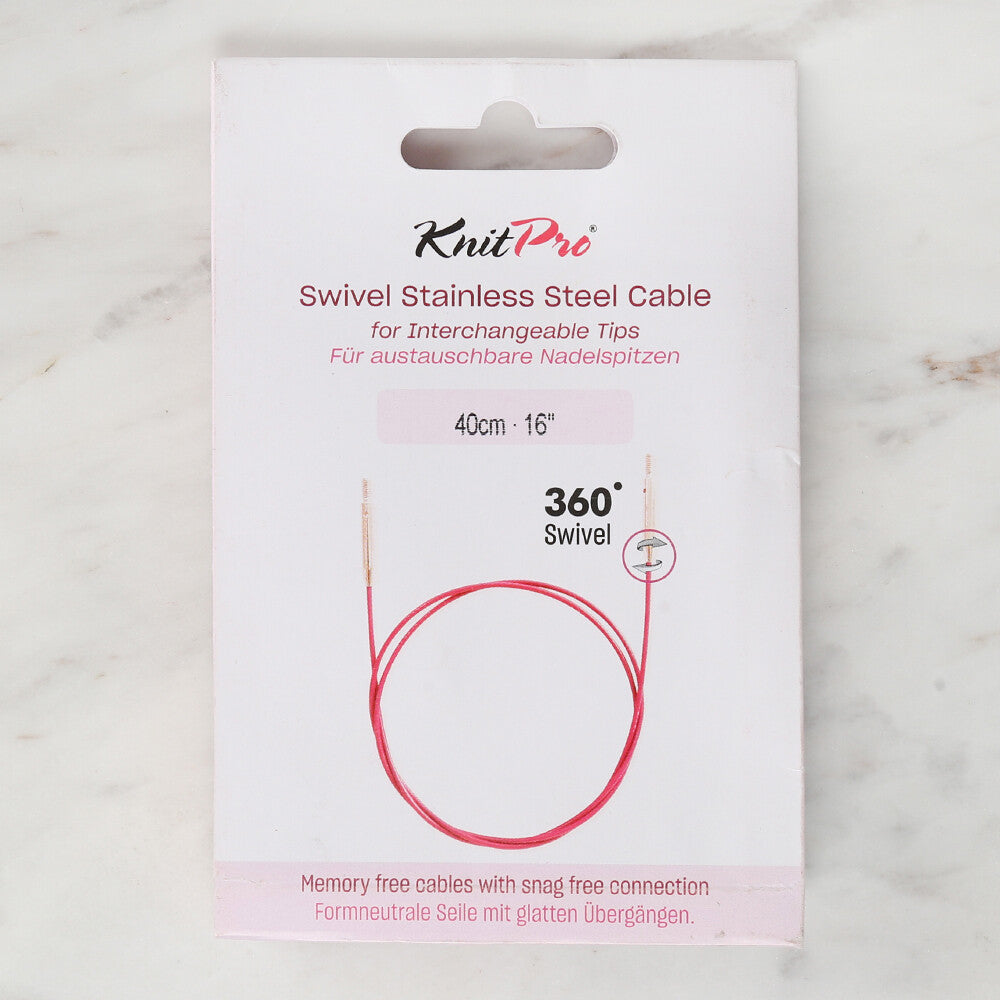 KnitPro®
Swivel Stainless Steel Cable
for Interchangeable Tips
Für austauschbare Nadelspitzen
40cm · 16"
360°
Swivel
Memory free cables with snag free connection
Formneutrale Seile mit glatten Übergängen.